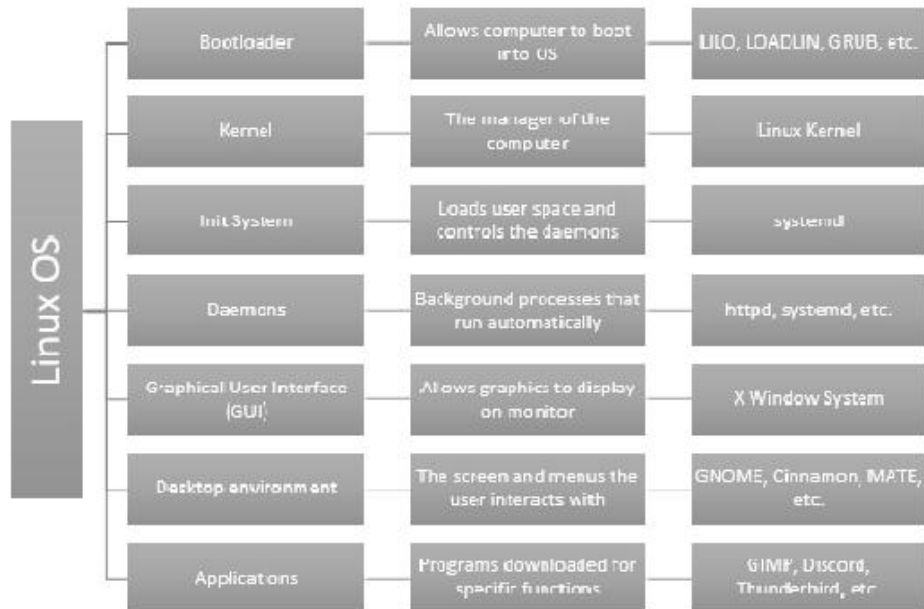 Linux OS
Bootloader
Allows computer to boot
into OS
LILO, LOADLIN, GRUB, etc.
Kernel
The manager of the
computer
Linux Kernel
Init System
Loads user space and
controls the daemons
systemd
Daemons
Background processes that
run automatically
httpd, systemd, etc.
Graphical User Interface
(GUI)
Allows graphics to display
on monitor
X Window System
Desktop environment
The screen and menus the
user interacts with
GNOME, Cinnamon, MATE,
etc.
Applications
Programs downloaded for
specific functions
GIMP, Discord,
Thunderbird, etc